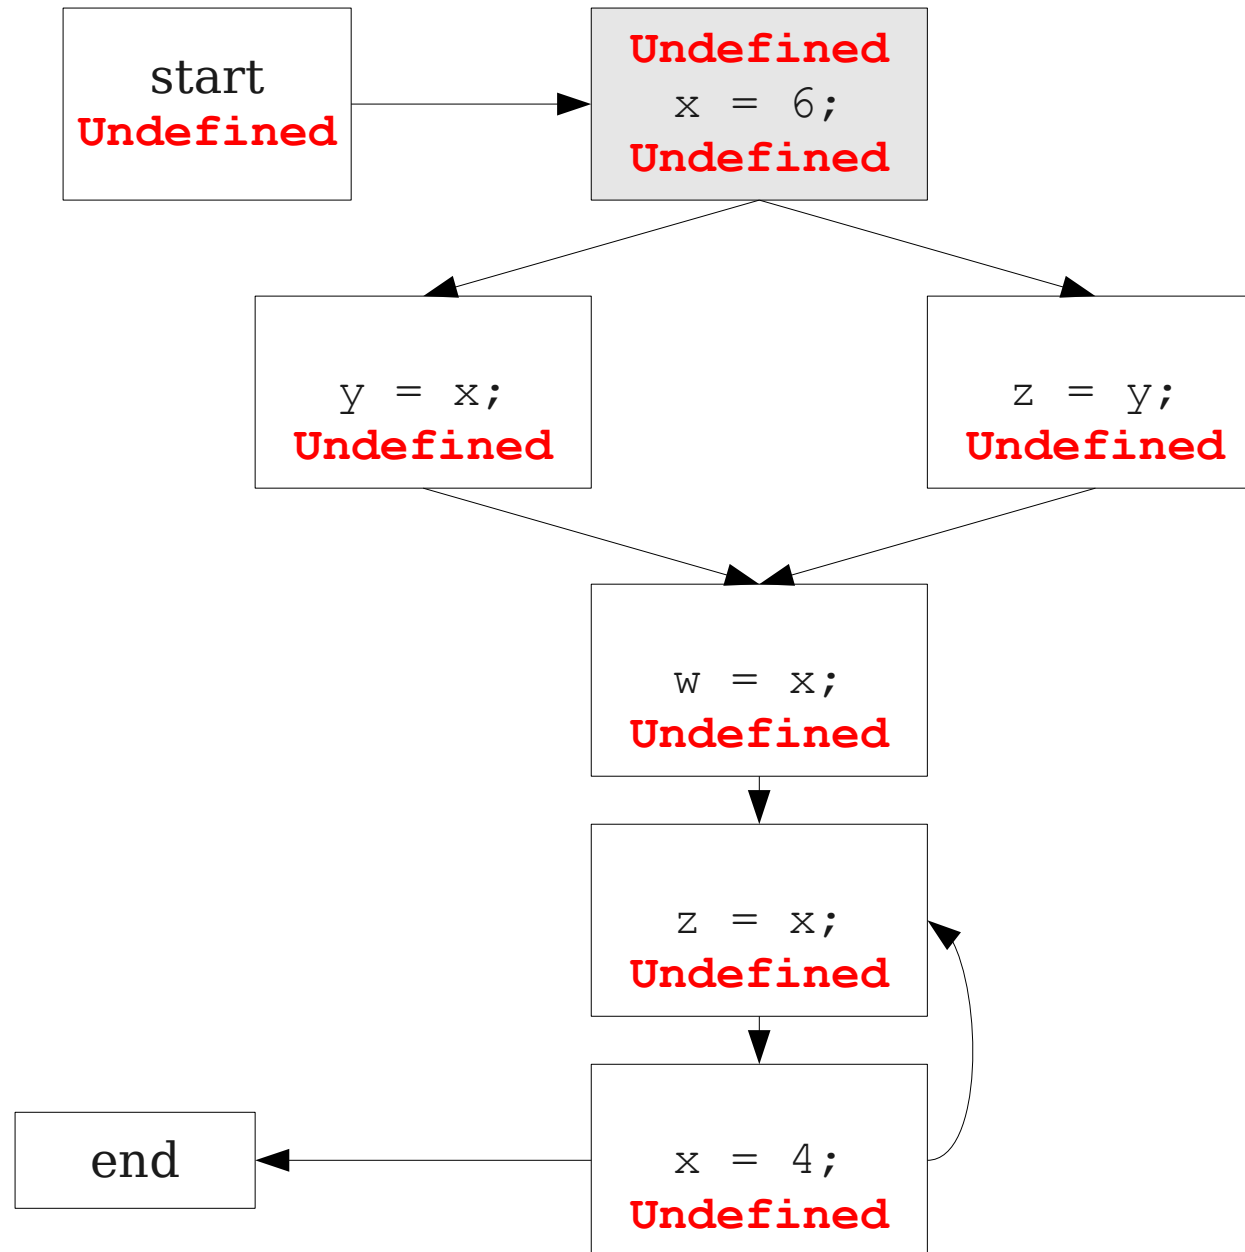 start
Undefined
Undefined
x = 6;
Undefined
y = x;
Undefined
z = y;
Undefined
w = x;
Undefined
z = x;
Undefined
end
x = 4;
Undefined